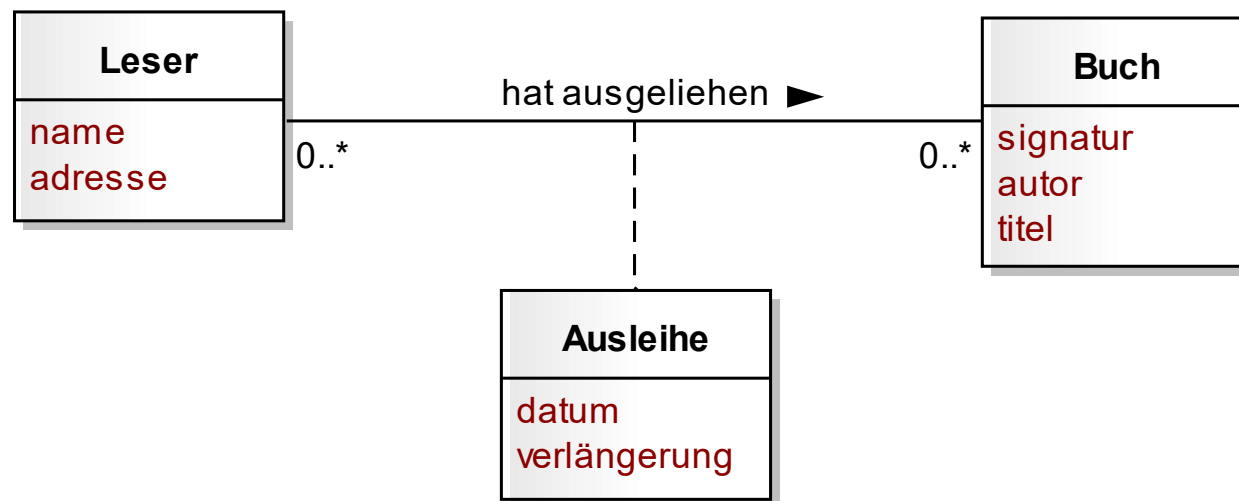 Leser
name
adresse
hat ausgeliehen ►
0..*
0..*
Buch
signatur
autor
titel
Ausleihe
datum
verlängerung